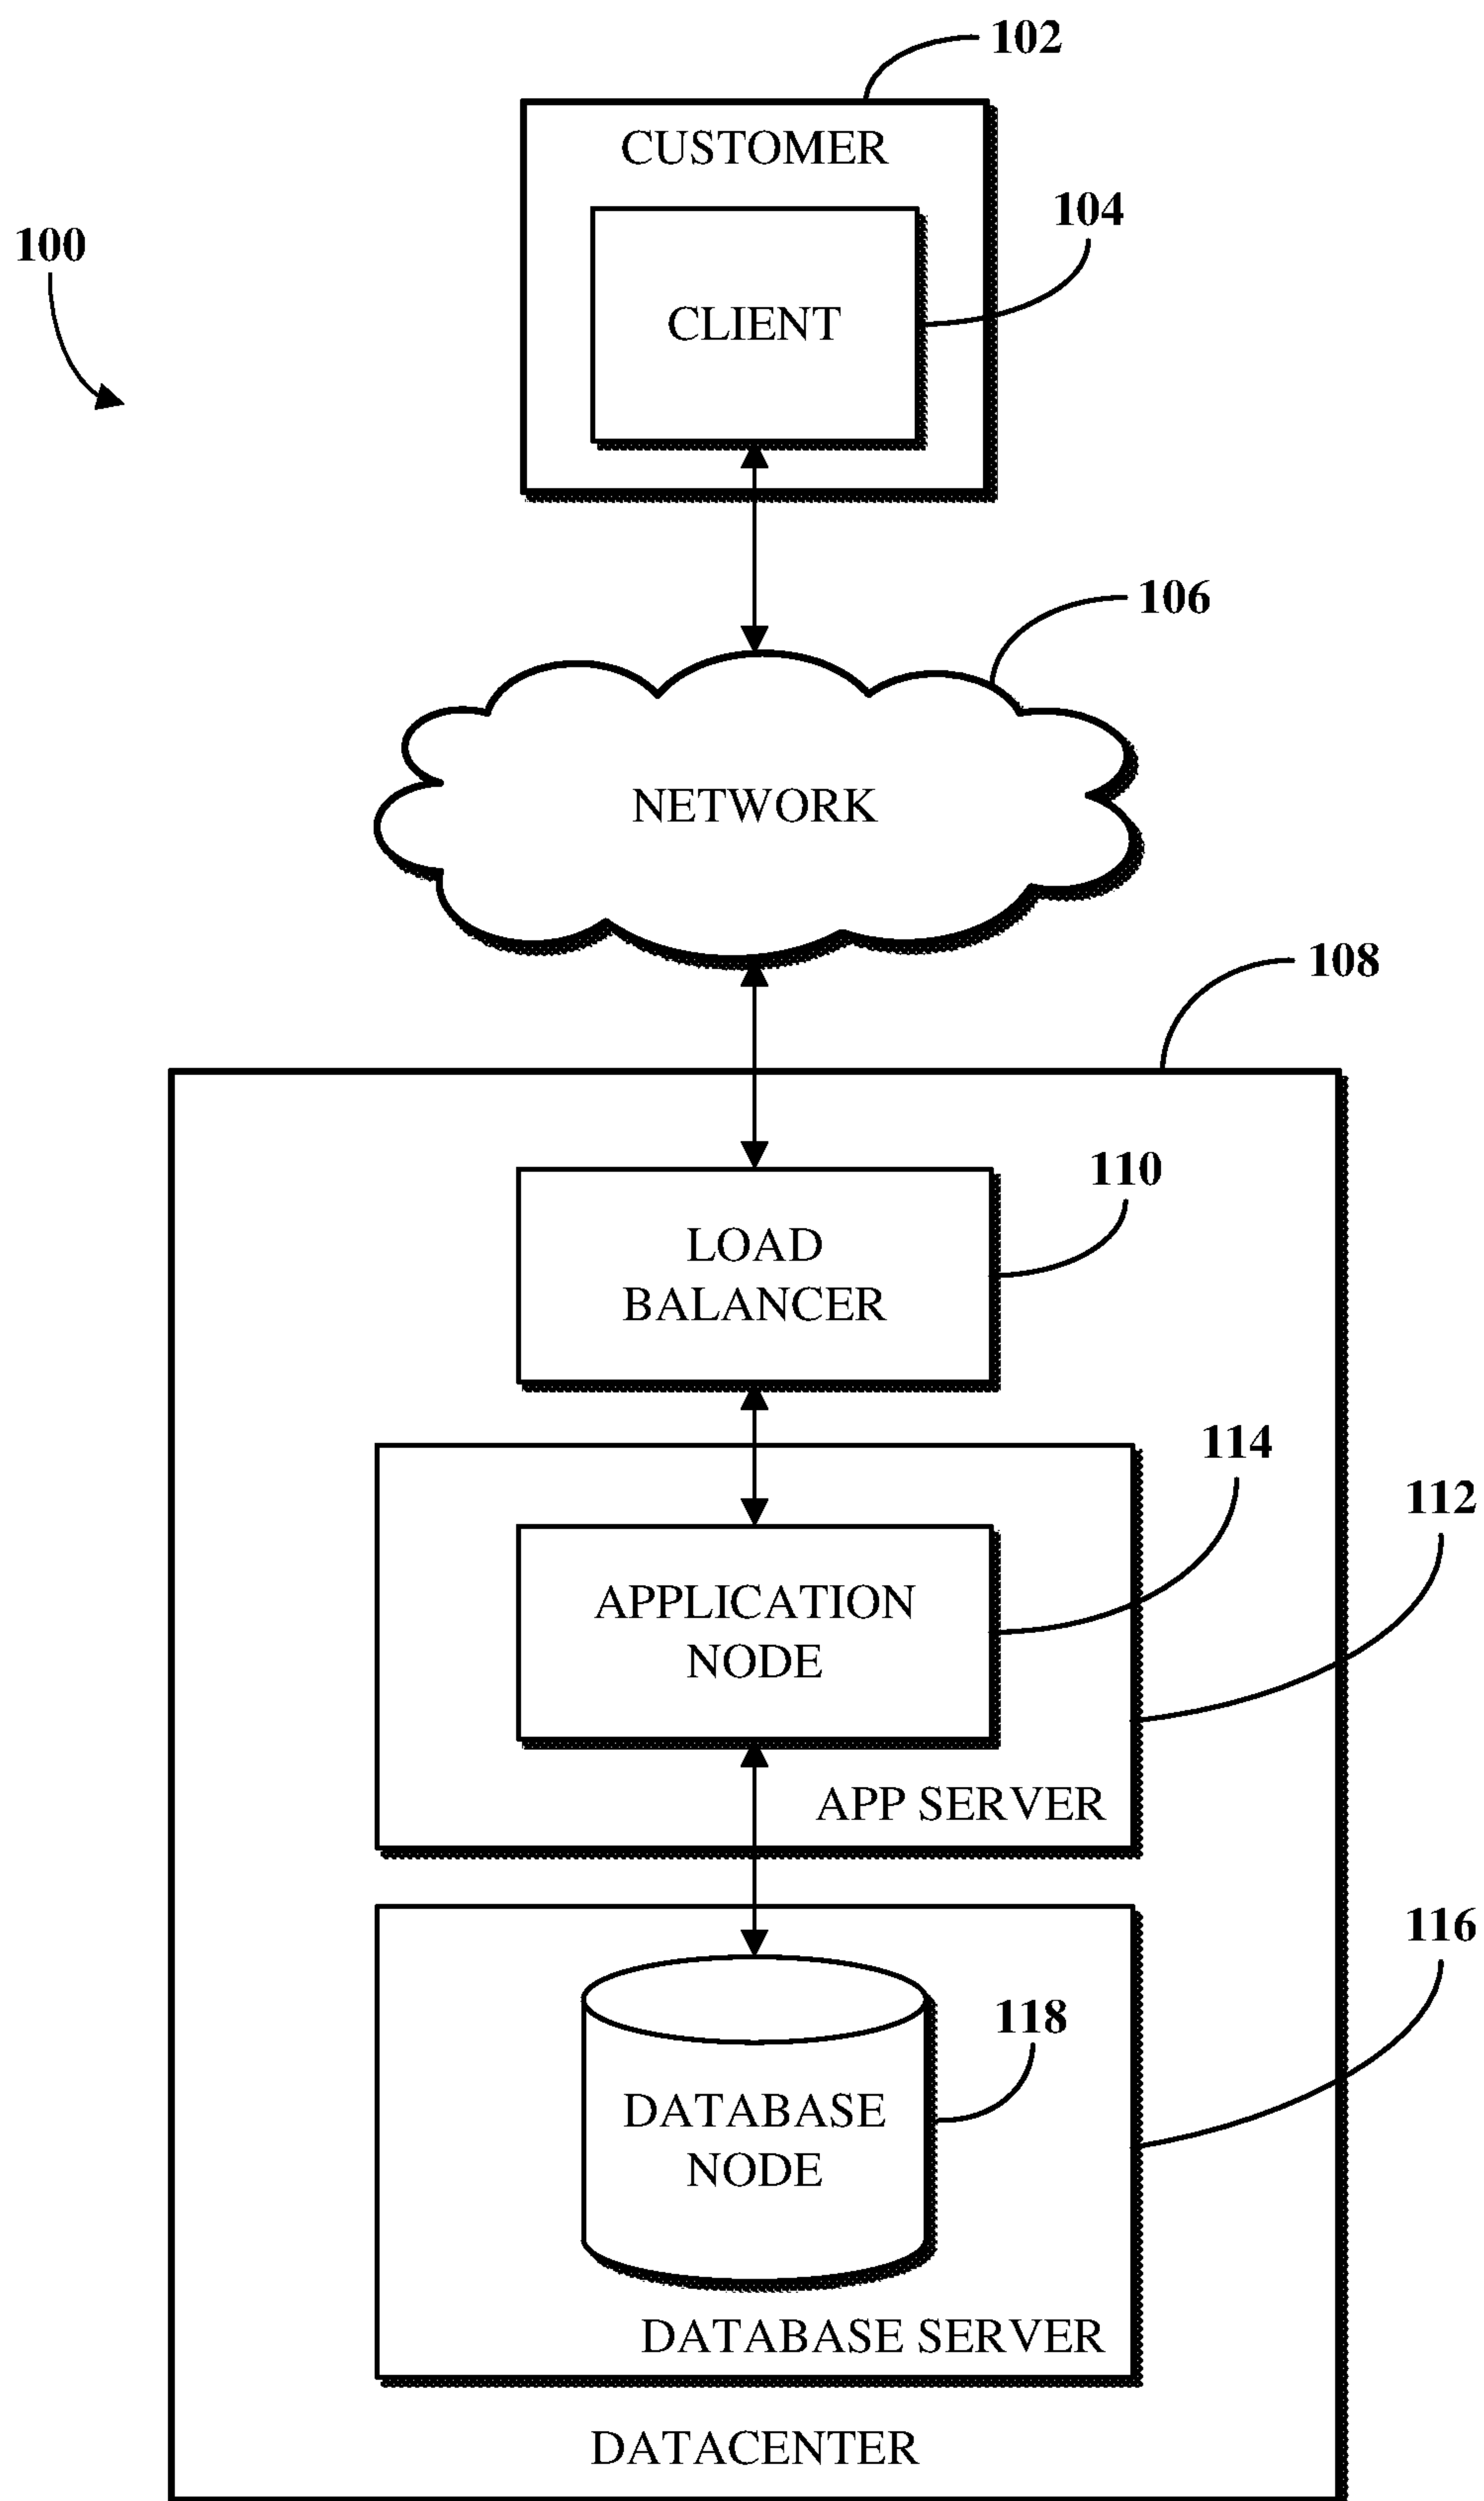 102
CUSTOMER
104
100
CLIENT
106
NETWORK
108
110
LOAD
BALANCER
114
112
APPLICATION
NODE
APP SERVER
116
118
DATABASE
NODE
DATABASE SERVER
DATACENTER